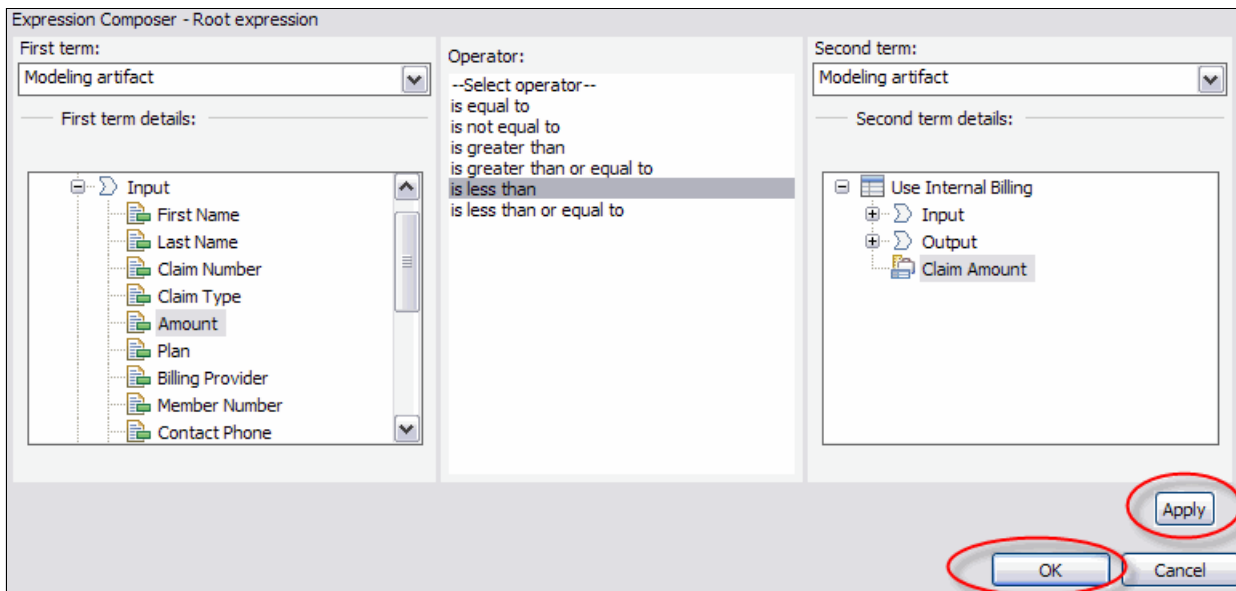 Expression Composer - Root expression
First term:
Modeling artifact
First term details:
Input
First Name
Last Name
Claim Number
Claim Type
Amount
Plan
Billing Provider
Member Number
Contact Phone
Operator:
--Select operator--
is equal to
is not equal to
is greater than
is greater than or equal to
is less than
is less than or equal to
Second term:
Modeling artifact
Second term details:
Use Internal Billing
Input
Output
Claim Amount
Apply
OK
Cancel